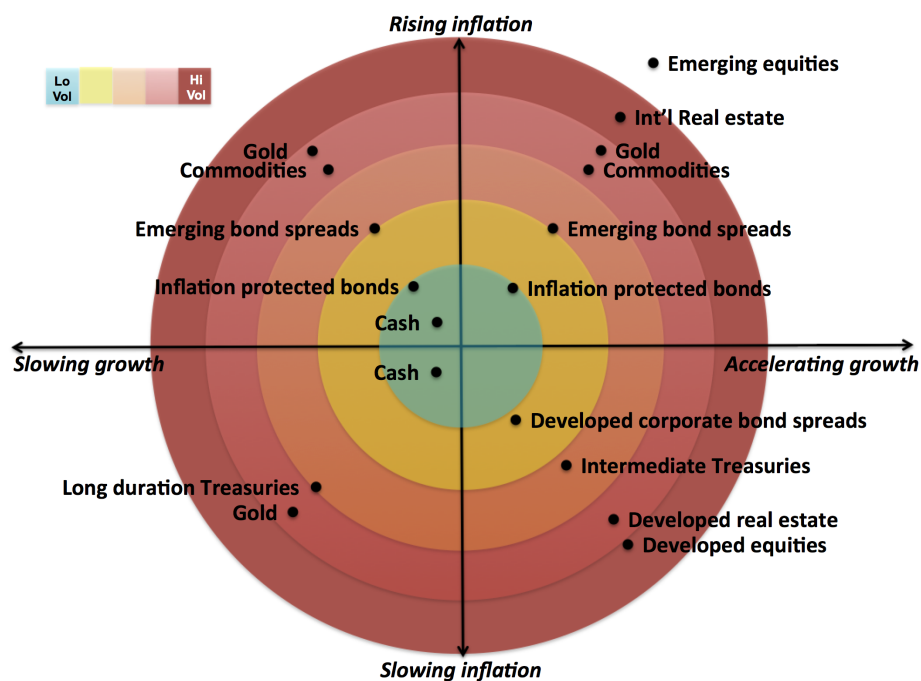 Rising inflation
Emerging equities
Lo Vol
Hi Vol
Int'l Real estate
Gold
Commodities
Gold
Commodities
Emerging bond spreads
Emerging bond spreads
Inflation protected bonds
Inflation protected bonds
Cash
Slowing growth
Accelerating growth
Cash
Developed corporate bond spreads
Intermediate Treasuries
Long duration Treasuries
Gold
Developed real estate
Developed equities
Slowing inflation